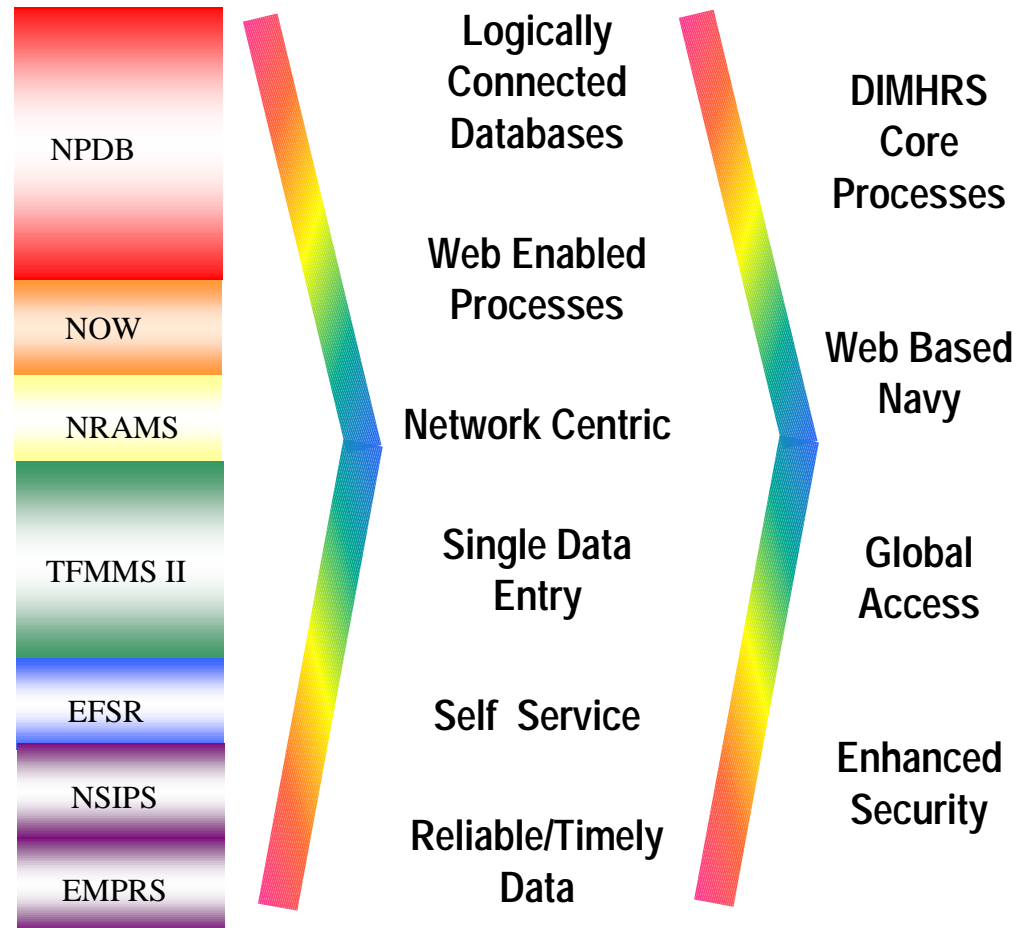 NPDB
NOW
NRAMS
TFMMS II
EFSR
NSIPS
EMPRS
Logically
Connected
Databases
Web Enabled
Processes
Network Centric
Single Data
Entry
Self Service
Reliable/Timely
Data
DIMHRS
Core
Processes
Web Based
Navy
Global
Access
Enhanced
Security